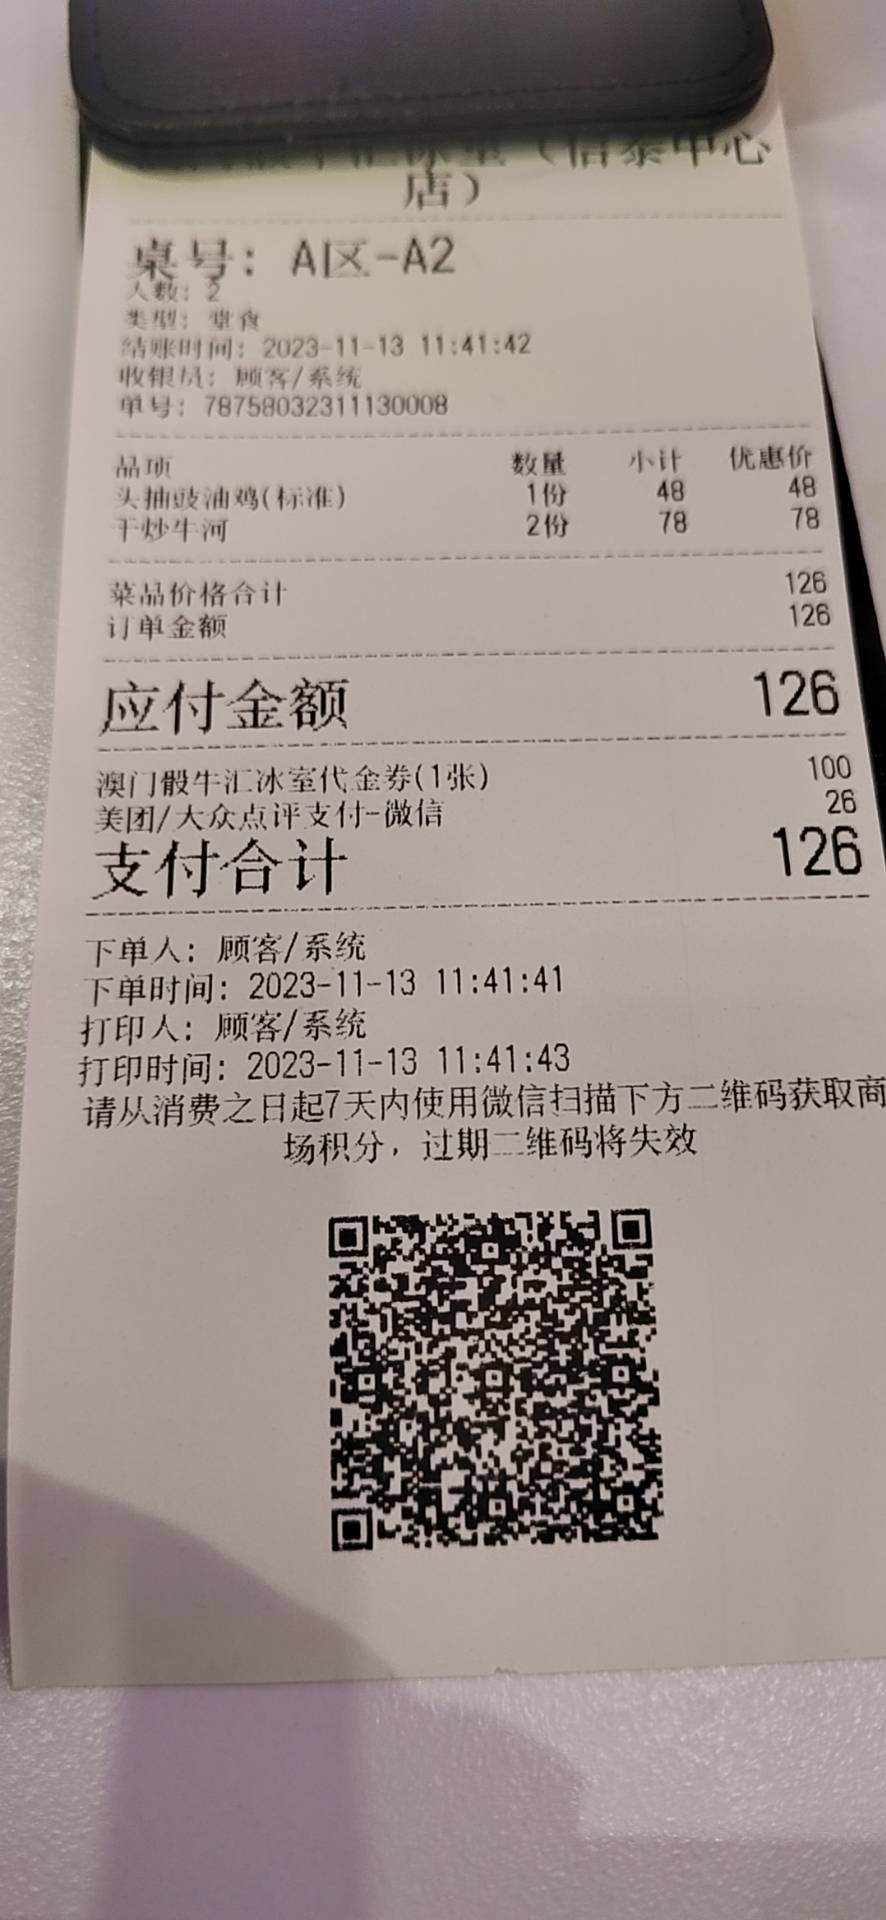 骰牛汇冰室（信泰中心
店）
桌号: A区-A2
人数: 2
类型: 堂食
结账时间: 2023-11-13 11:41:42
收银员: 顾客/系统
单号: 78758032311130008
品项 数量 小计 优惠价
头抽豉油鸡(标准) 1份 48 48
干炒牛河 2份 78 78
菜品价格合计 126
订单金额 126
应付金额 126
澳门骰牛汇冰室代金券(1张) 100
美团/大众点评支付-微信 26
支付合计 126
下单人: 顾客/系统
下单时间: 2023-11-13 11:41:41
打印人: 顾客/系统
打印时间: 2023-11-13 11:41:43
请从消费之日起7天内使用微信扫描下方二维码获取商
场积分，过期二维码将失效